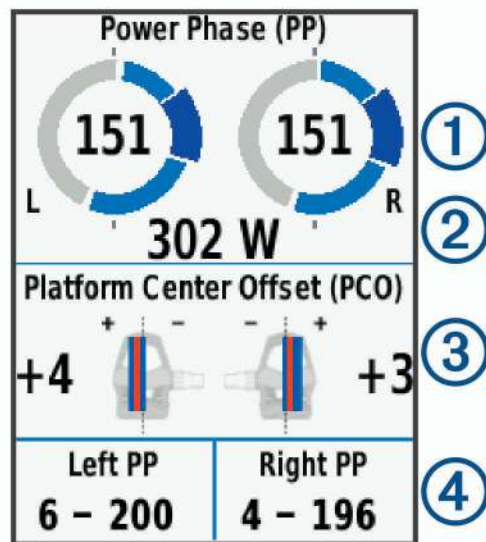 Power Phase (PP)
151 151 ①
L R
302 W ②
Platform Center Offset (PCO)
+ − − +
+4 +3 ③
Left PP Right PP
6 – 200 4 – 196 ④